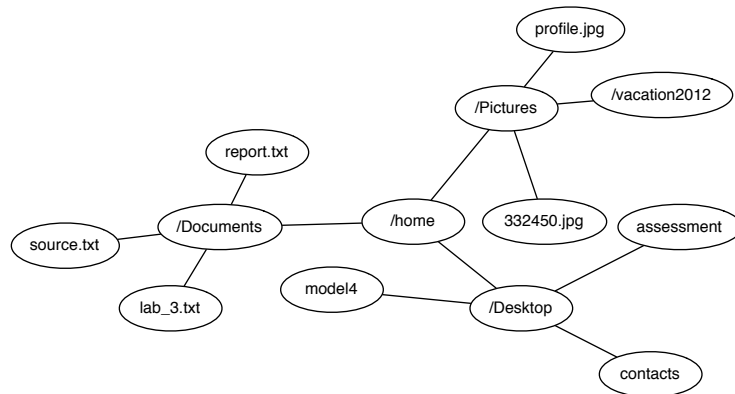 profile.jpg
/vacation2012
/Pictures
report.txt
/Documents
/home
332450.jpg
assessment
source.txt
model4
lab_3.txt
/Desktop
contacts